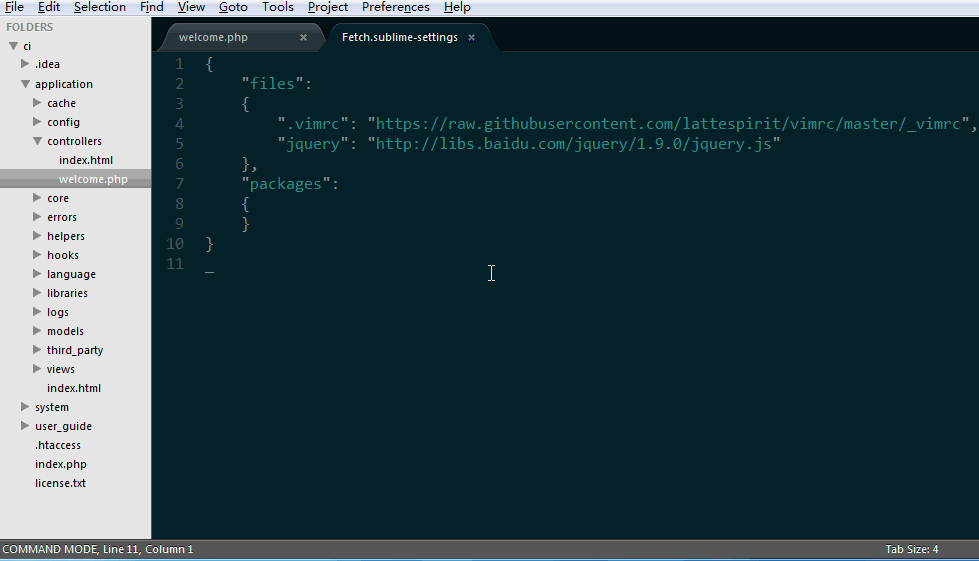 File Edit Selection Find View Goto Tools Project Preferences Help
FOLDERS
ci
.idea
application
cache
config
controllers
index.html
welcome.php
core
errors
helpers
hooks
language
libraries
logs
models
third_party
views
index.html
system
user_guide
.htaccess
index.php
license.txt
welcome.php × Fetch.sublime-settings ×
1 {
2 "files":
3 {
4 ".vimrc": "https://raw.githubusercontent.com/lattespirit/vimrc/master/_vimrc",
5 "jquery": "http://libs.baidu.com/jquery/1.9.0/jquery.js"
6 },
7 "packages":
8 {
9 }
10 }
11
COMMAND MODE, Line 11, Column 1 Tab Size: 4